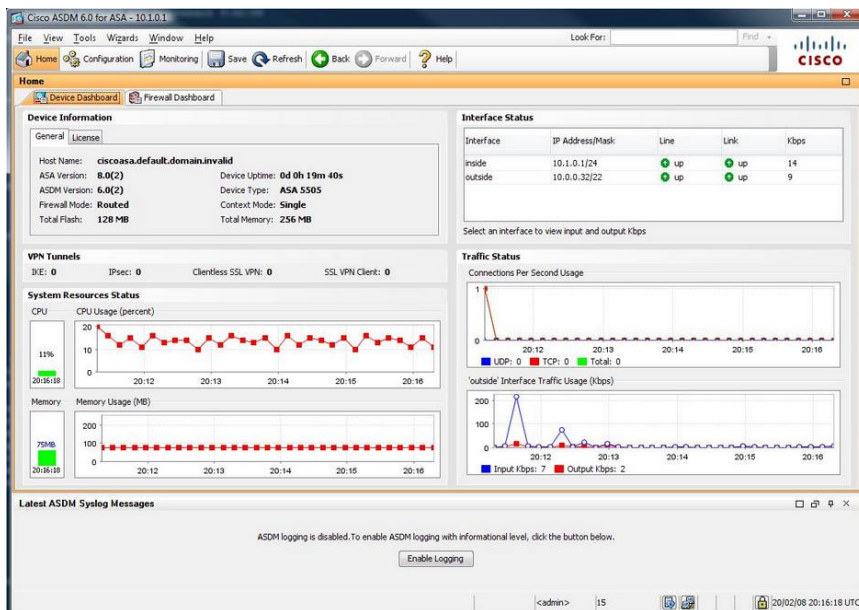 Cisco ASDM 6.0 for ASA - 10.1.0.1
File View Tools Wizards Window Help Look For: Find
Home Configuration Monitoring Save Refresh Back Forward Help
CISCO
Home
Device Dashboard Firewall Dashboard
Device Information
General License
Host Name: ciscoasa.default.domain.invalid
ASA Version: 8.0(2) Device Uptime: 0d 0h 19m 40s
ASDM Version: 6.0(2) Device Type: ASA 5505
Firewall Mode: Routed Context Mode: Single
Total Flash: 128 MB Total Memory: 256 MB
Interface Status
Interface IP Address/Mask Line Link Kbps
inside 10.1.0.1/24 up up 14
outside 10.0.0.32/22 up up 9
Select an interface to view input and output Kbps
VPN Tunnels
IKE: 0 IPsec: 0 Clientless SSL VPN: 0 SSL VPN Client: 0
System Resources Status
CPU CPU Usage (percent)
20
10
0
11%
20:16:18
20:12 20:13 20:14 20:15 20:16
Memory Memory Usage (MB)
200
100
0
75MB
20:16:18
20:12 20:13 20:14 20:15 20:16
Traffic Status
Connections Per Second Usage
1
0
20:12 20:13 20:14 20:15 20:16
UDP: 0 TCP: 0 Total: 0
'outside' Interface Traffic Usage (Kbps)
200
100
0
20:12 20:13 20:14 20:15 20:16
Input Kbps: 7 Output Kbps: 2
Latest ASDM Syslog Messages
ASDM logging is disabled.To enable ASDM logging with informational level, click the button below.
Enable Logging
<admin> 15 20/02/08 20:16:18 UTC